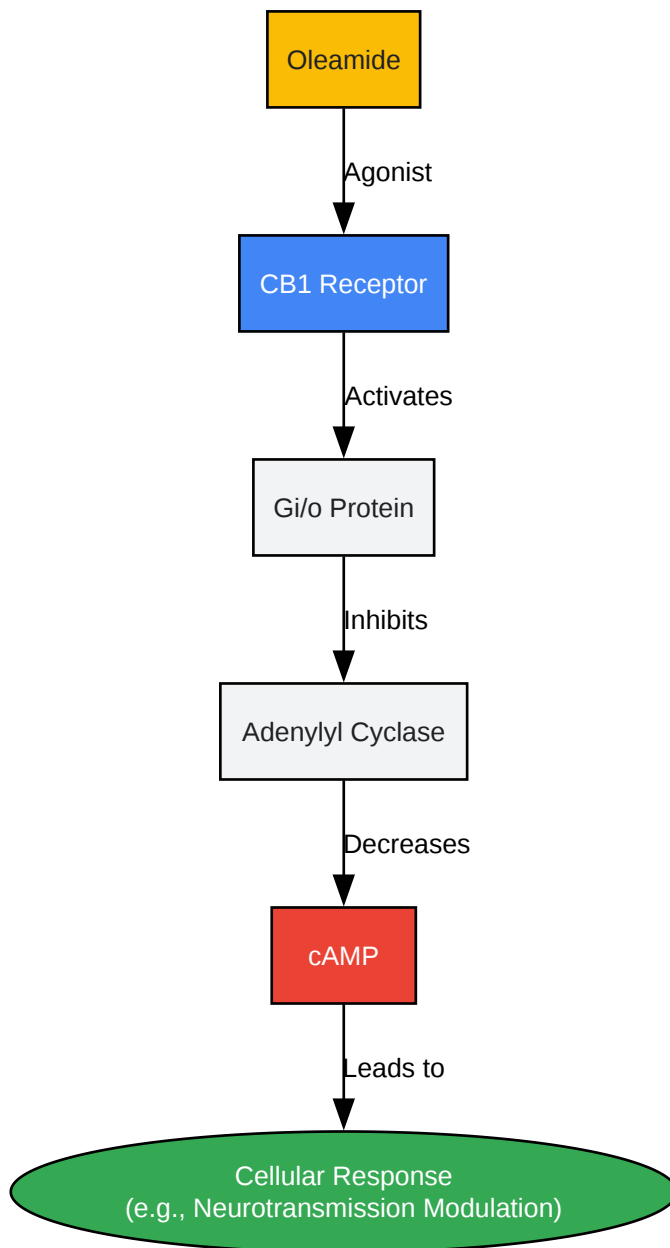 Oleamide
Agonist
CB1 Receptor
Activates
Gi/o Protein
Inhibits
Adenylyl Cyclase
Decreases
cAMP
Leads to
Cellular Response
(e.g., Neurotransmission Modulation)